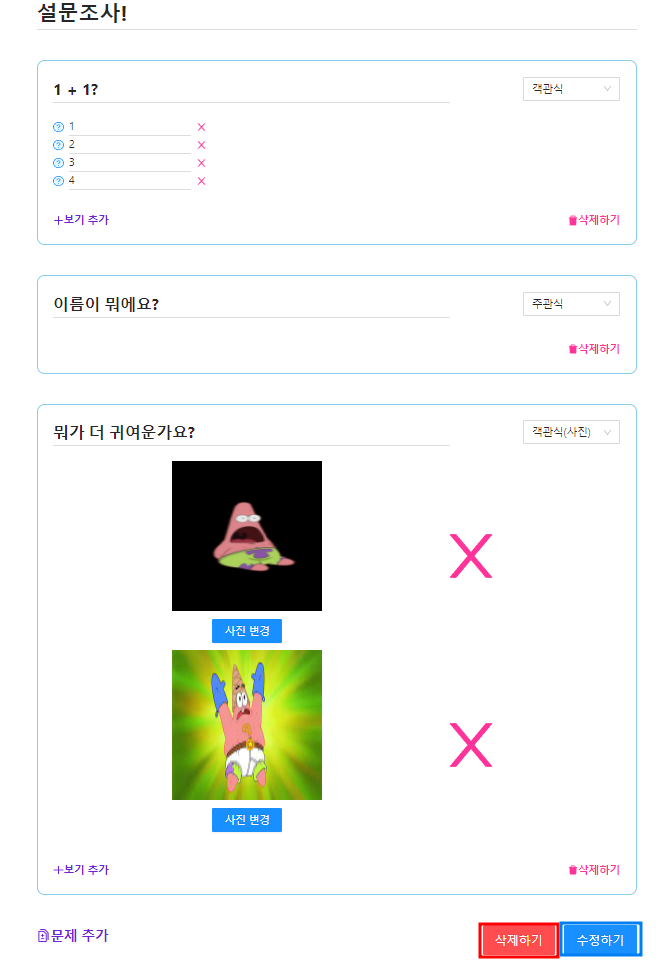 설문조사!
1 + 1?
객관식
1
2
3
4
+보기 추가
삭제하기
이름이 뭐에요?
주관식
삭제하기
뭐가 더 귀여운가요?
객관식(사진)
사진 변경
사진 변경
+보기 추가
삭제하기
문제 추가
삭제하기
수정하기